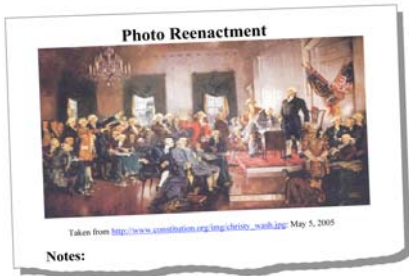 Photo Reenactment
Taken from http://www.constitution.org/img/christy_wash.jpg: May 5, 2005
Notes: